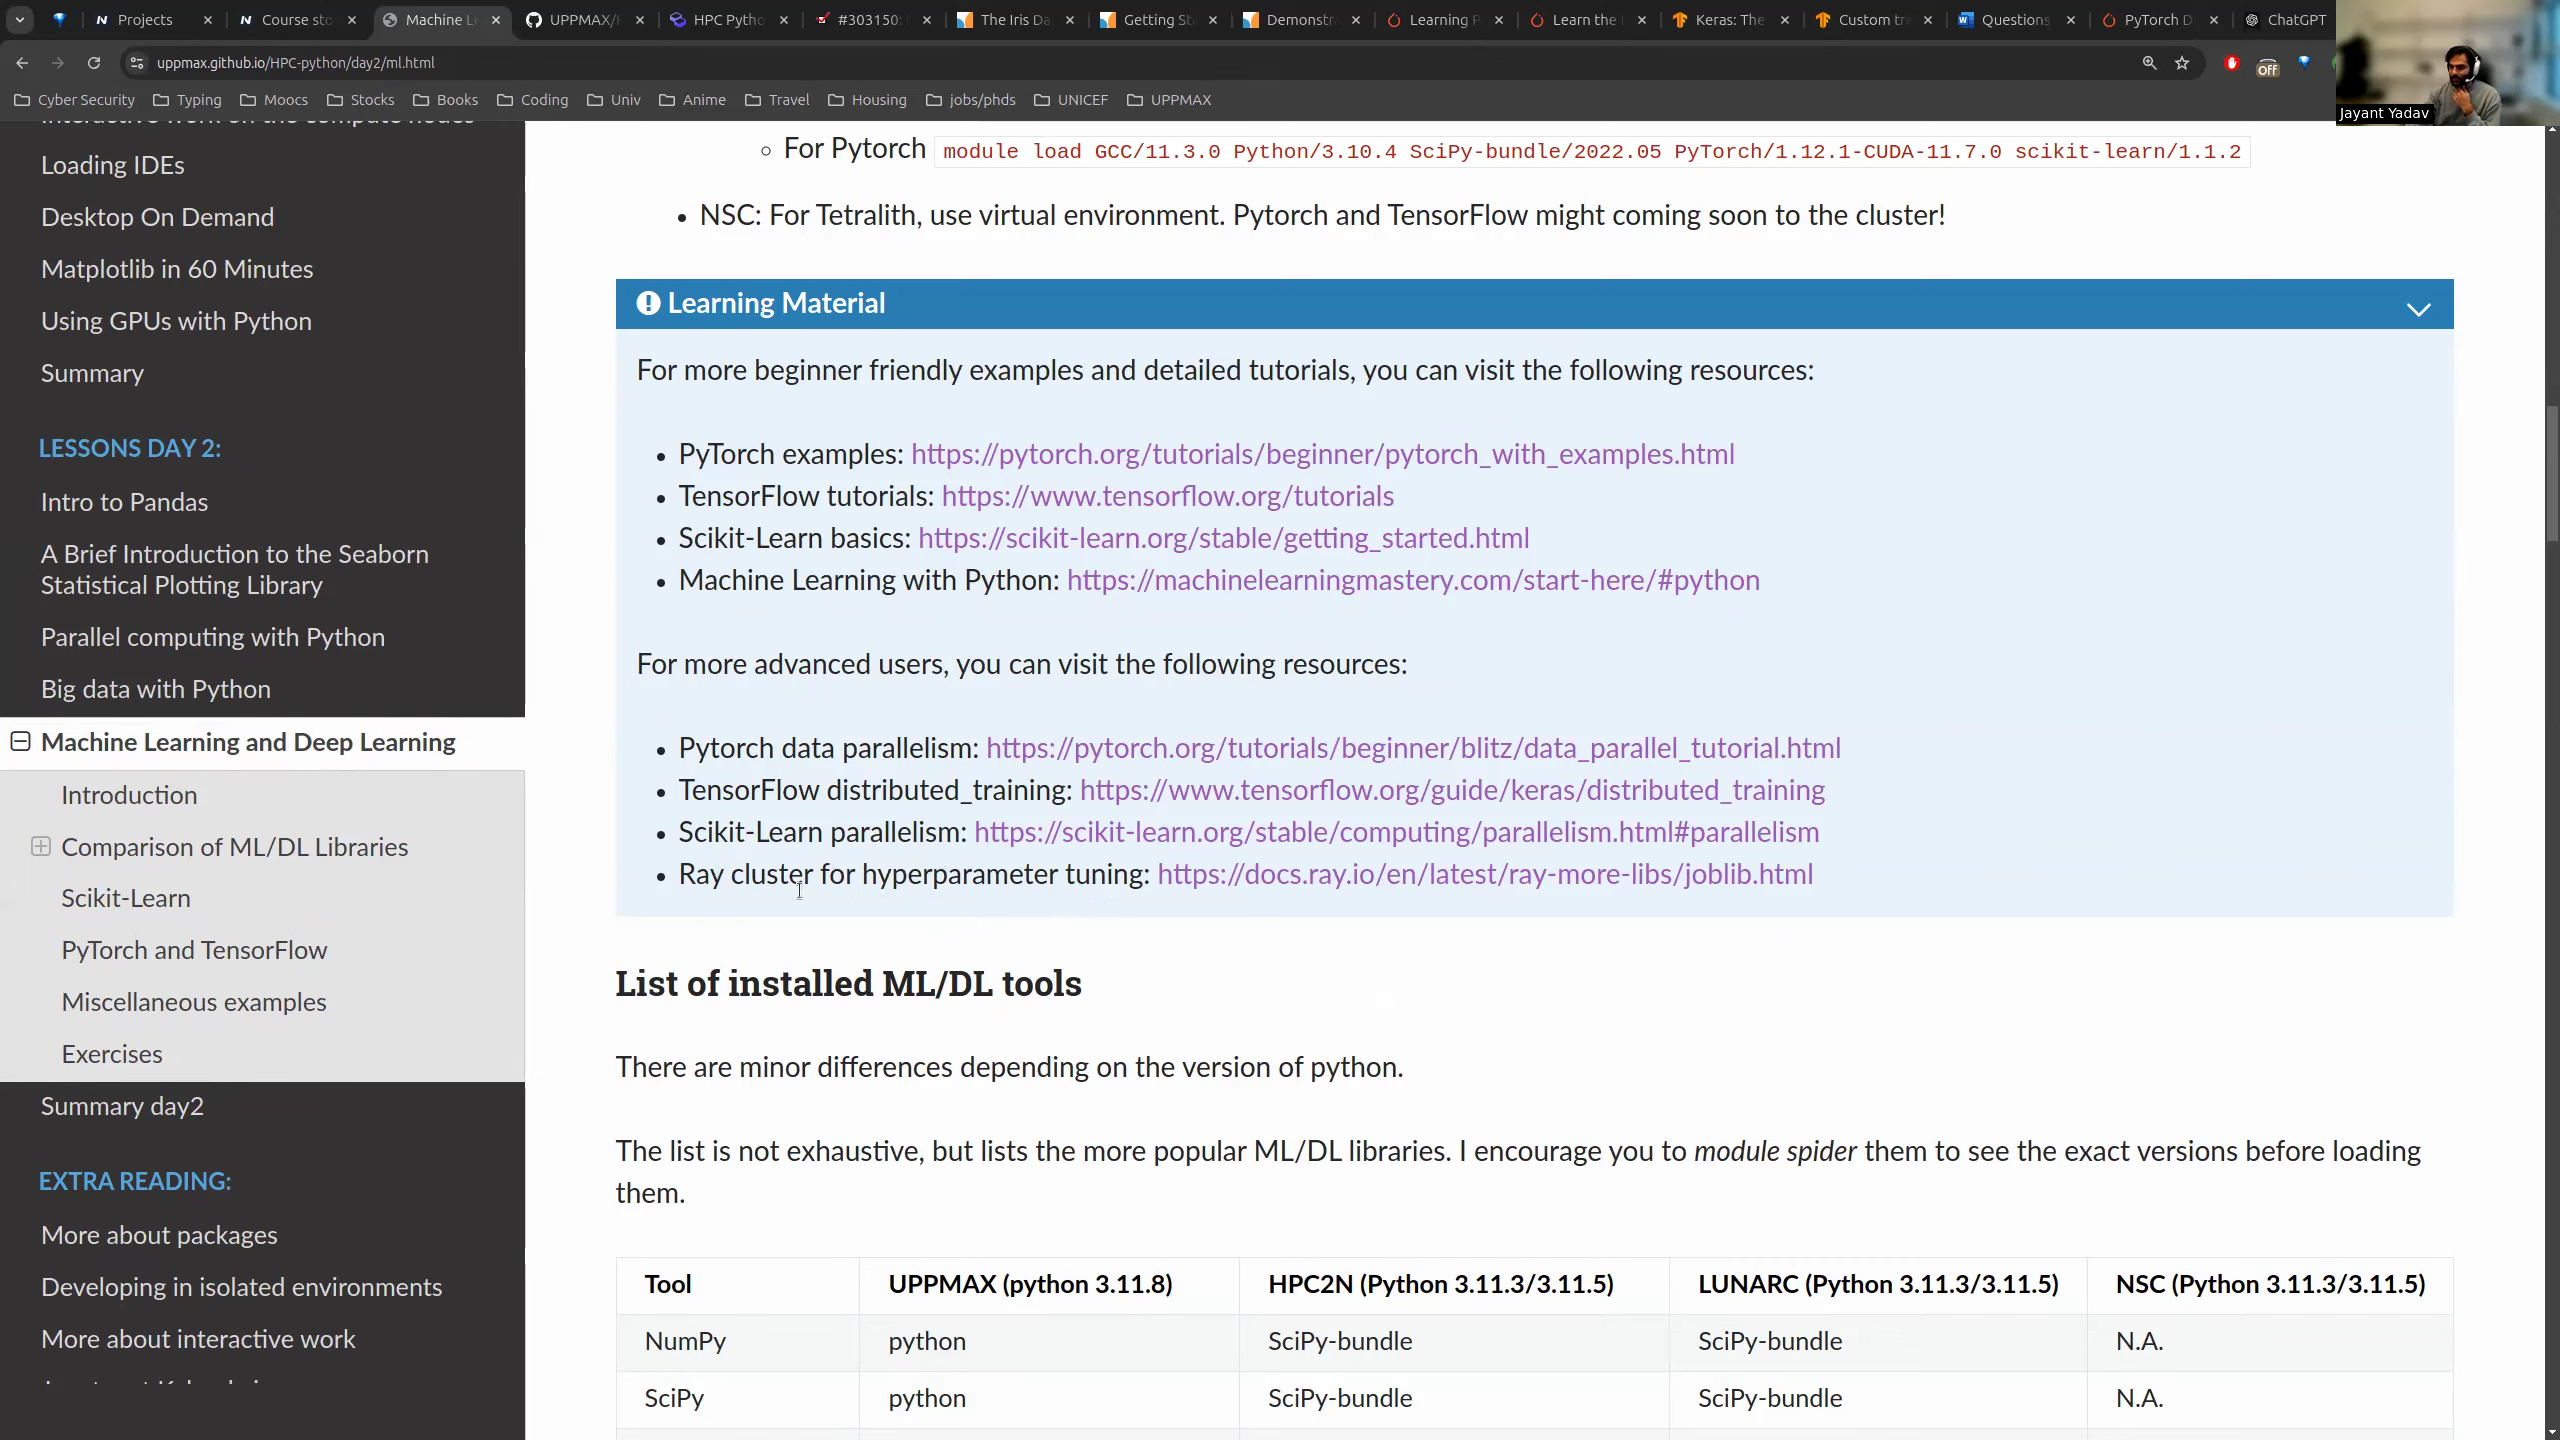 Projects
Course sto
Machine Le
UPPMAX/H
HPC Pytho
#303150:
The Iris Da
Getting St
Demonstr
Learning P
Learn the
Keras: The
Custom tr
Questions
PyTorch D
ChatGPT
uppmax.github.io/HPC-python/day2/ml.html
Off
Cyber Security
Typing
Moocs
Stocks
Books
Coding
Univ
Anime
Travel
Housing
jobs/phds
UNICEF
UPPMAX
Jayant Yadav
Interactive work on the compute nodes
Loading IDEs
Desktop On Demand
Matplotlib in 60 Minutes
Using GPUs with Python
Summary
LESSONS DAY 2:
Intro to Pandas
A Brief Introduction to the Seaborn
Statistical Plotting Library
Parallel computing with Python
Big data with Python
Machine Learning and Deep Learning
Introduction
Comparison of ML/DL Libraries
Scikit-Learn
PyTorch and TensorFlow
Miscellaneous examples
Exercises
Summary day2
EXTRA READING:
More about packages
Developing in isolated environments
More about interactive work
For Pytorch module load GCC/11.3.0 Python/3.10.4 SciPy-bundle/2022.05 PyTorch/1.12.1-CUDA-11.7.0 scikit-learn/1.1.2
NSC: For Tetralith, use virtual environment. Pytorch and TensorFlow might coming soon to the cluster!
Learning Material
For more beginner friendly examples and detailed tutorials, you can visit the following resources:
PyTorch examples: https://pytorch.org/tutorials/beginner/pytorch_with_examples.html
TensorFlow tutorials: https://www.tensorflow.org/tutorials
Scikit-Learn basics: https://scikit-learn.org/stable/getting_started.html
Machine Learning with Python: https://machinelearningmastery.com/start-here/#python
For more advanced users, you can visit the following resources:
Pytorch data parallelism: https://pytorch.org/tutorials/beginner/blitz/data_parallel_tutorial.html
TensorFlow distributed_training: https://www.tensorflow.org/guide/keras/distributed_training
Scikit-Learn parallelism: https://scikit-learn.org/stable/computing/parallelism.html#parallelism
Ray cluster for hyperparameter tuning: https://docs.ray.io/en/latest/ray-more-libs/joblib.html
List of installed ML/DL tools
There are minor differences depending on the version of python.
The list is not exhaustive, but lists the more popular ML/DL libraries. I encourage you to module spider them to see the exact versions before loading
them.
Tool UPPMAX (python 3.11.8) HPC2N (Python 3.11.3/3.11.5) LUNARC (Python 3.11.3/3.11.5) NSC (Python 3.11.3/3.11.5)
NumPy python SciPy-bundle SciPy-bundle N.A.
SciPy python SciPy-bundle SciPy-bundle N.A.